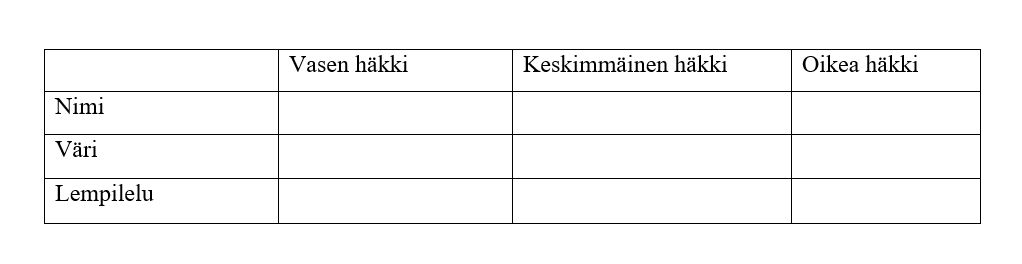 Vasen häkki Keskimmäinen häkki Oikea häkki
Nimi
Väri
Lempilelu